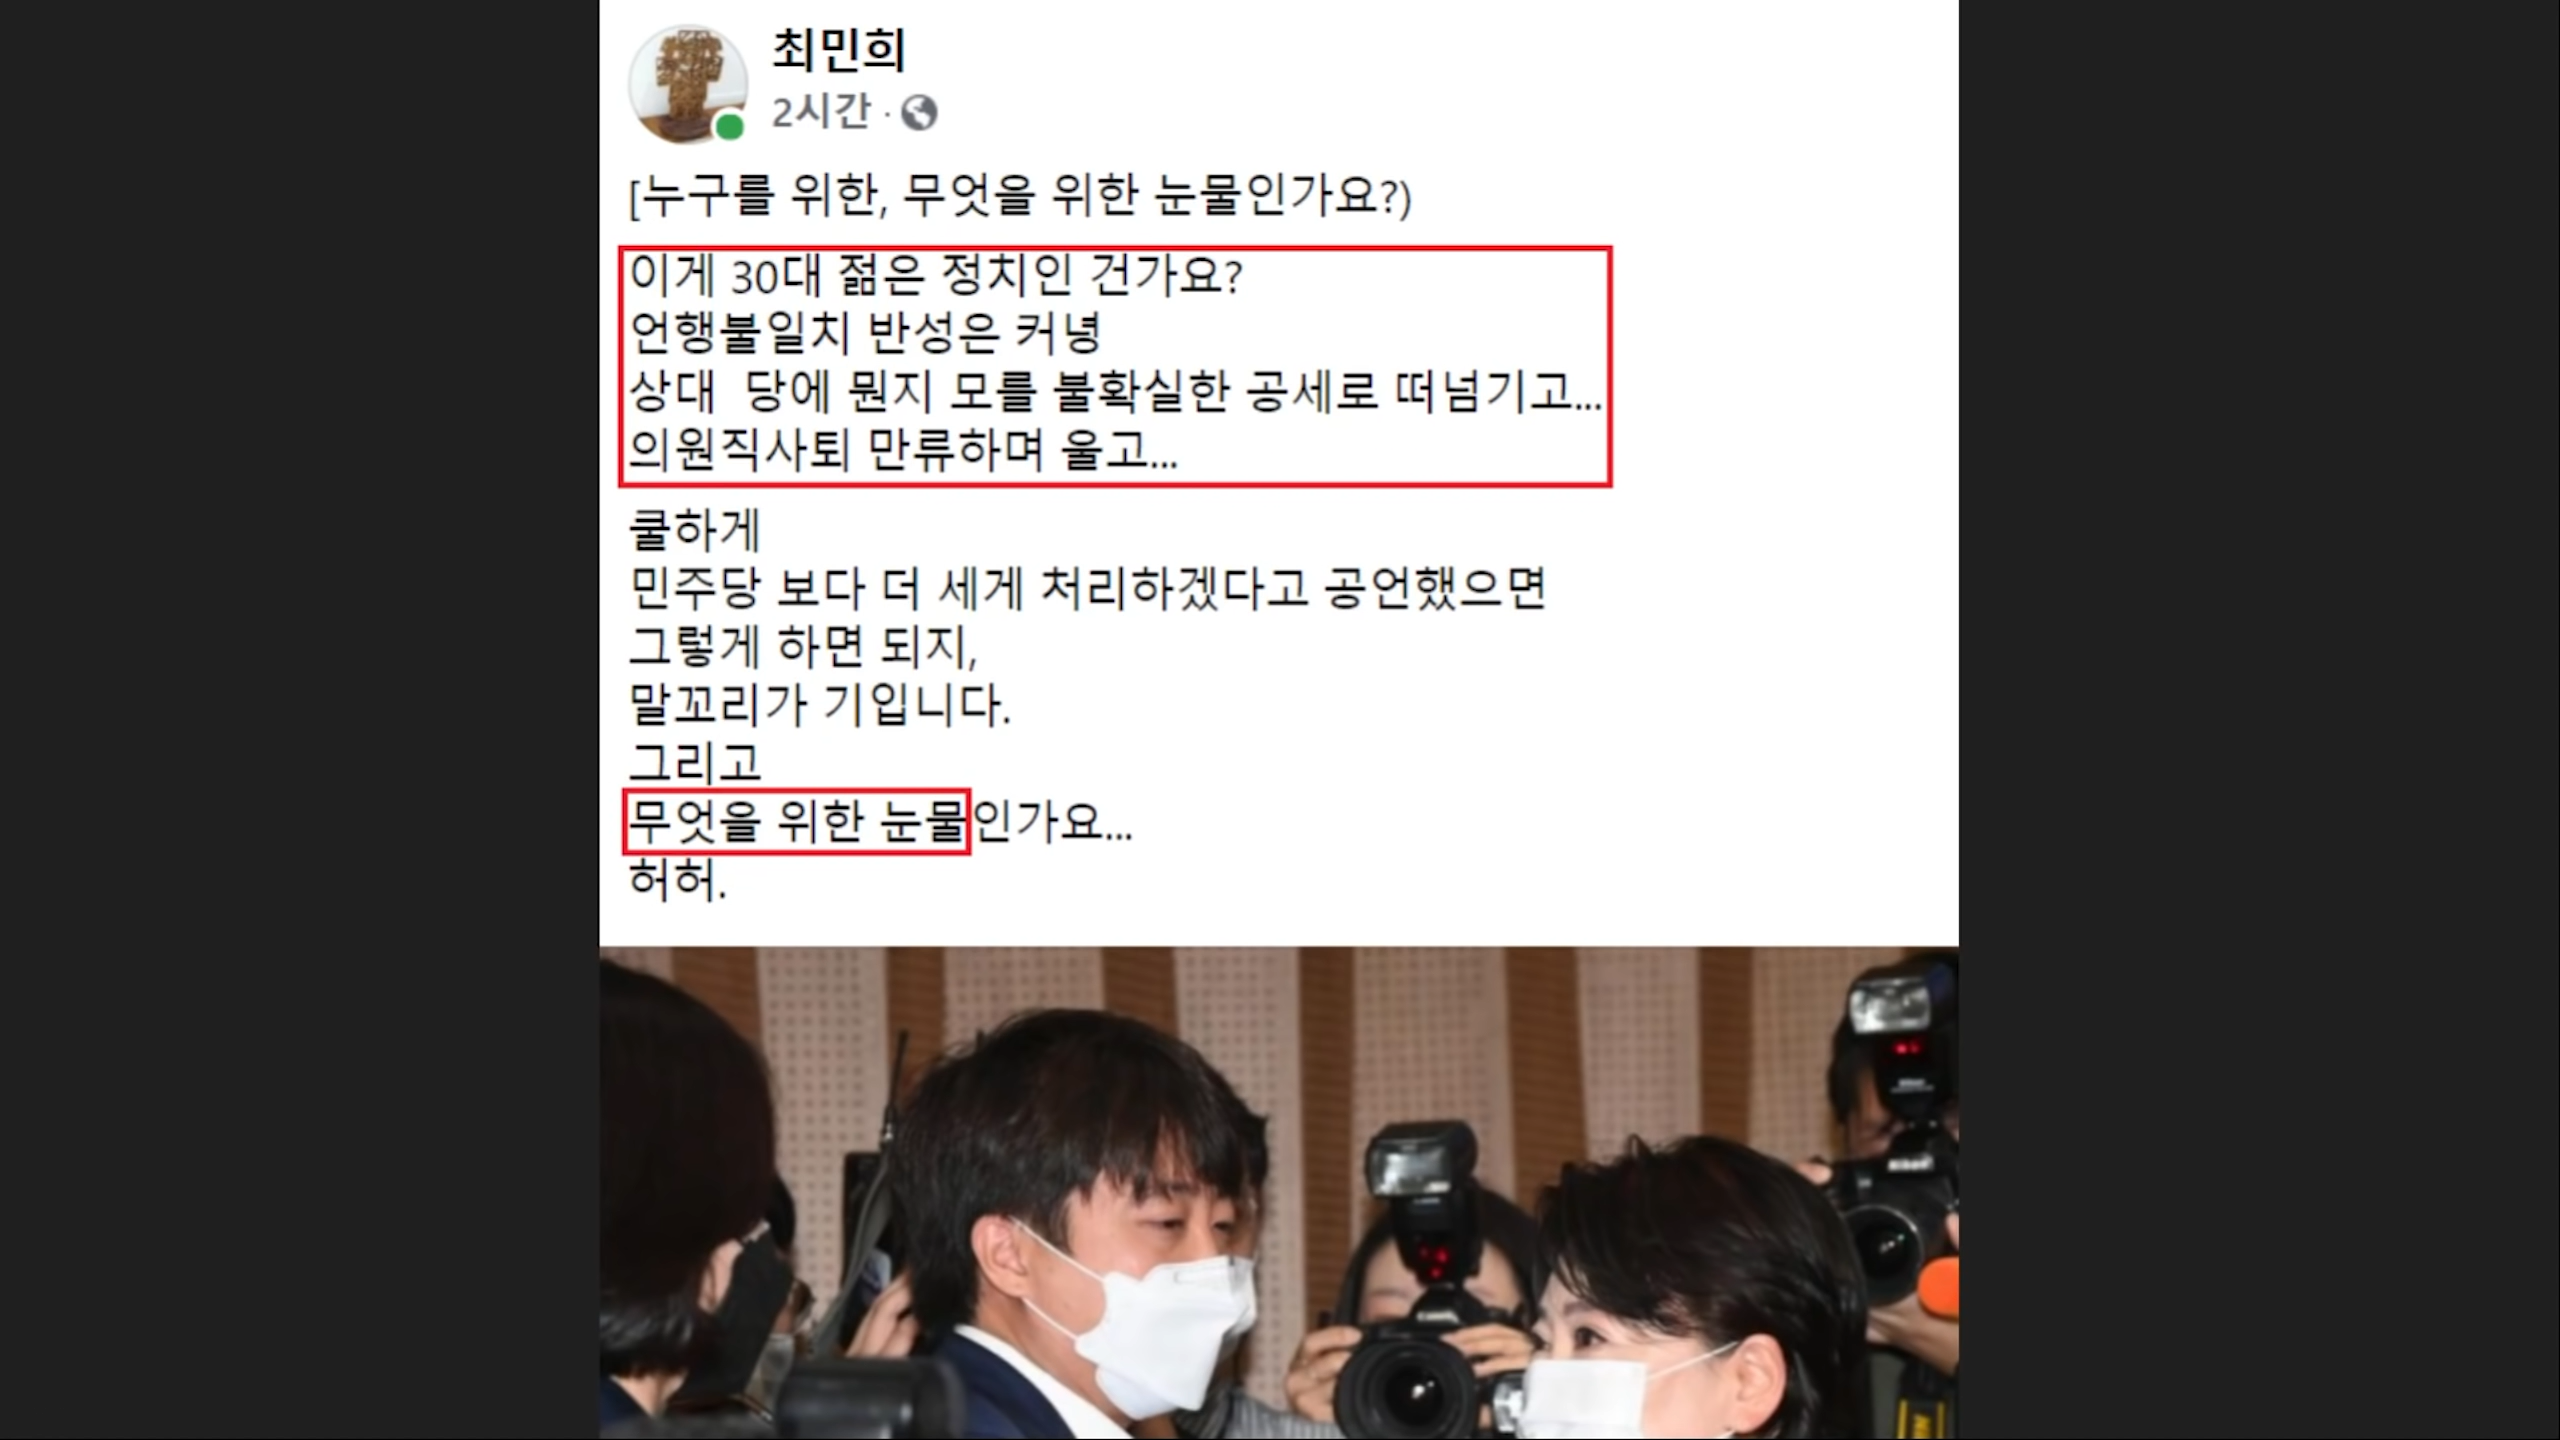 최민희
2시간 ·
[누구를 위한, 무엇을 위한 눈물인가요?)
이게 30대 젊은 정치인 건가요?
언행불일치 반성은 커녕
상대 당에 뭔지 모를 불확실한 공세로 떠넘기고...
의원직사퇴 만류하며 울고...
쿨하게
민주당 보다 더 세게 처리하겠다고 공언했으면
그렇게 하면 되지,
말꼬리가 기입니다.
그리고
무엇을 위한 눈물인가요...
허허.
Nikon
Canon